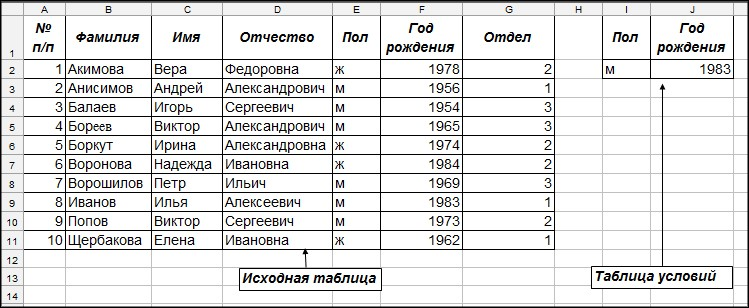 A B C D E F G H I J
1 № п/п Фамилия Имя Отчество Пол Год рождения Отдел Пол Год рождения
2 1 Акимова Вера Федоровна ж 1978 2 м 1983
3 2 Анисимов Андрей Александрович м 1956 1
4 3 Балаев Игорь Сергеевич м 1954 3
5 4 Бореев Виктор Александрович м 1965 3
6 5 Боркут Ирина Александровна ж 1974 2
7 6 Воронова Надежда Ивановна ж 1984 2
8 7 Ворошилов Петр Ильич м 1969 3
9 8 Иванов Илья Алексеевич м 1983 1
10 9 Попов Виктор Сергеевич м 1973 2
11 10 Щербакова Елена Ивановна ж 1962 1
12
13 Исходная таблица Таблица условий
14